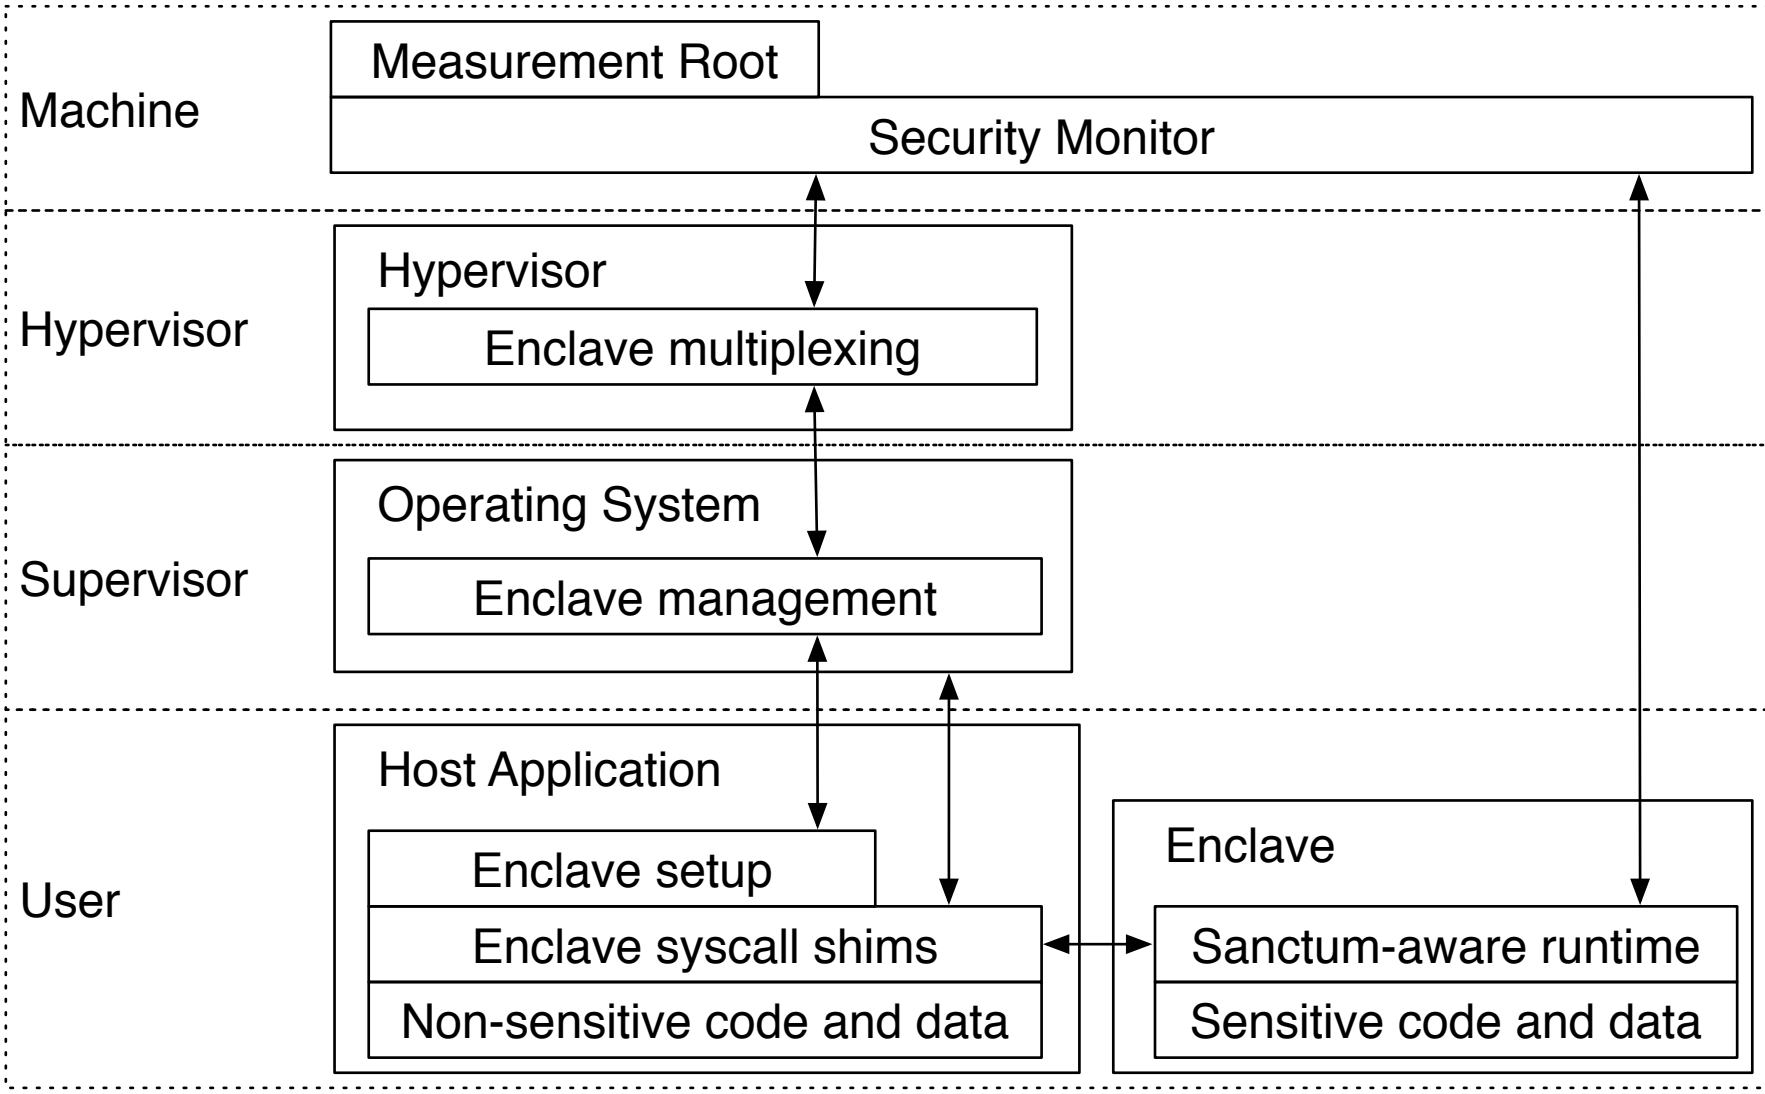 Machine
Measurement Root
Security Monitor
Hypervisor
Hypervisor
Enclave multiplexing
Supervisor
Operating System
Enclave management
User
Host Application
Enclave setup
Enclave syscall shims
Non-sensitive code and data
Enclave
Sanctum-aware runtime
Sensitive code and data